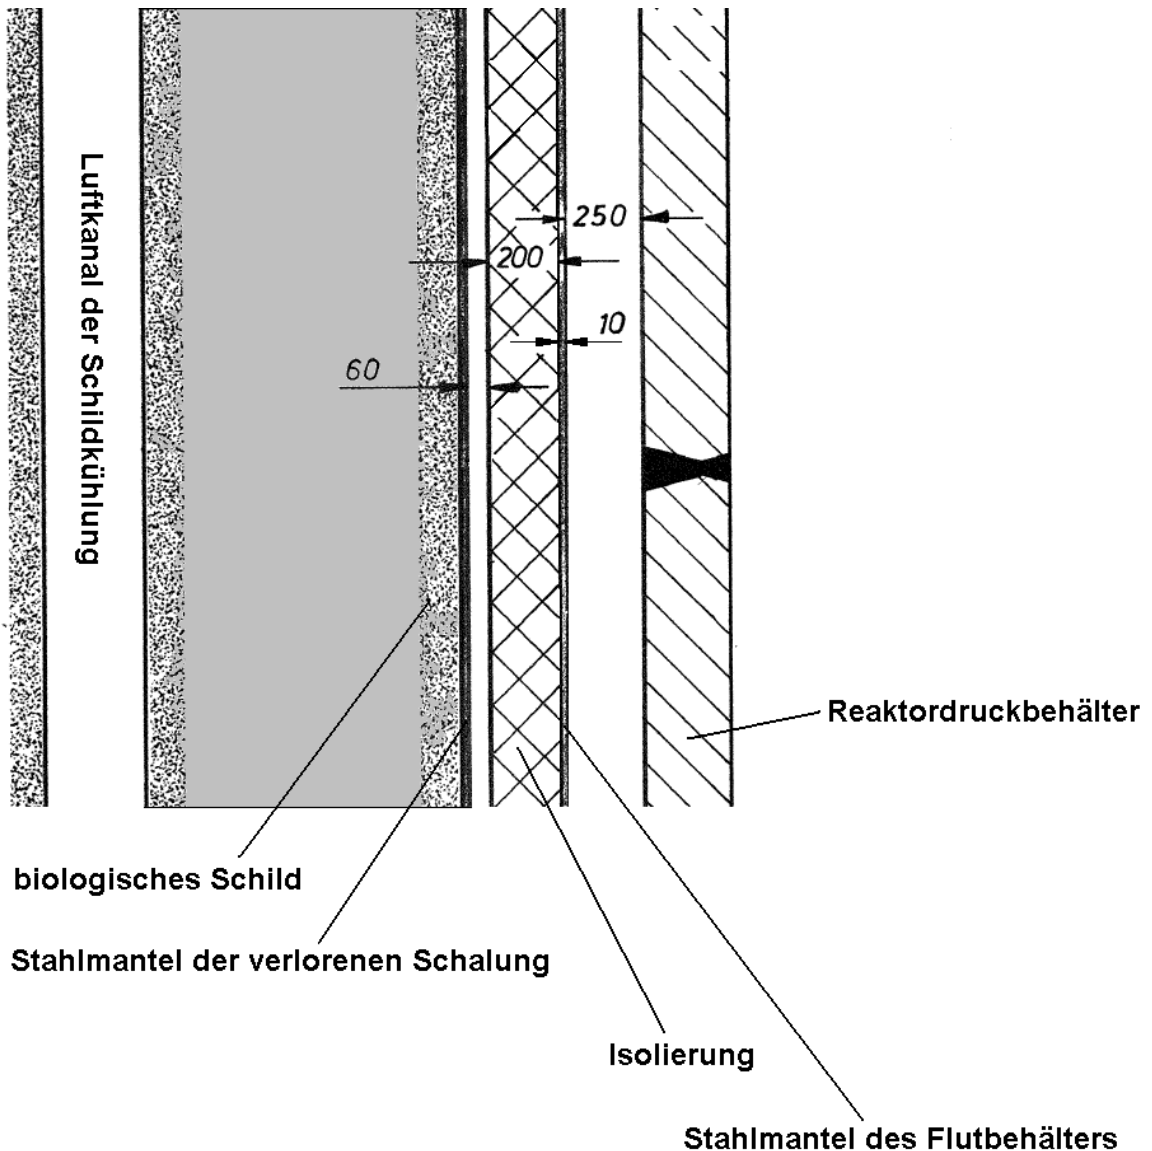 Luftkanal der Schildkühlung
250
200
10
60
Reaktordruckbehälter
biologisches Schild
Stahlmantel der verlorenen Schalung
Isolierung
Stahlmantel des Flutbehälters